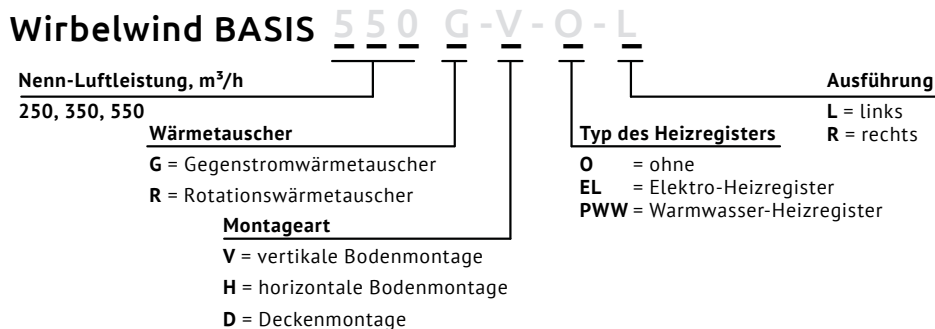 Wirbelwind BASIS 550 G-V-O-L
Nenn-Luftleistung, m³/h
250, 350, 550
Wärmetauscher
G = Gegenstromwärmetauscher
R = Rotationswärmetauscher
Montageart
V = vertikale Bodenmontage
H = horizontale Bodenmontage
D = Deckenmontage
Typ des Heizregisters
O = ohne
EL = Elektro-Heizregister
PWW = Warmwasser-Heizregister
Ausführung
L = links
R = rechts